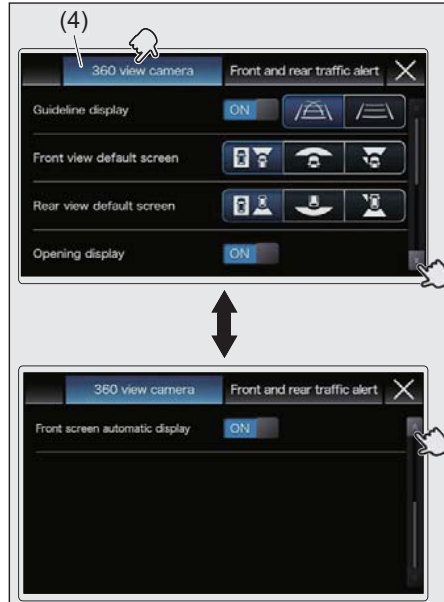 (4)
360 view camera Front and rear traffic alert
Guideline display ON
Front view default screen
Rear view default screen
Opening display ON
360 view camera Front and rear traffic alert
Front screen automatic display ON